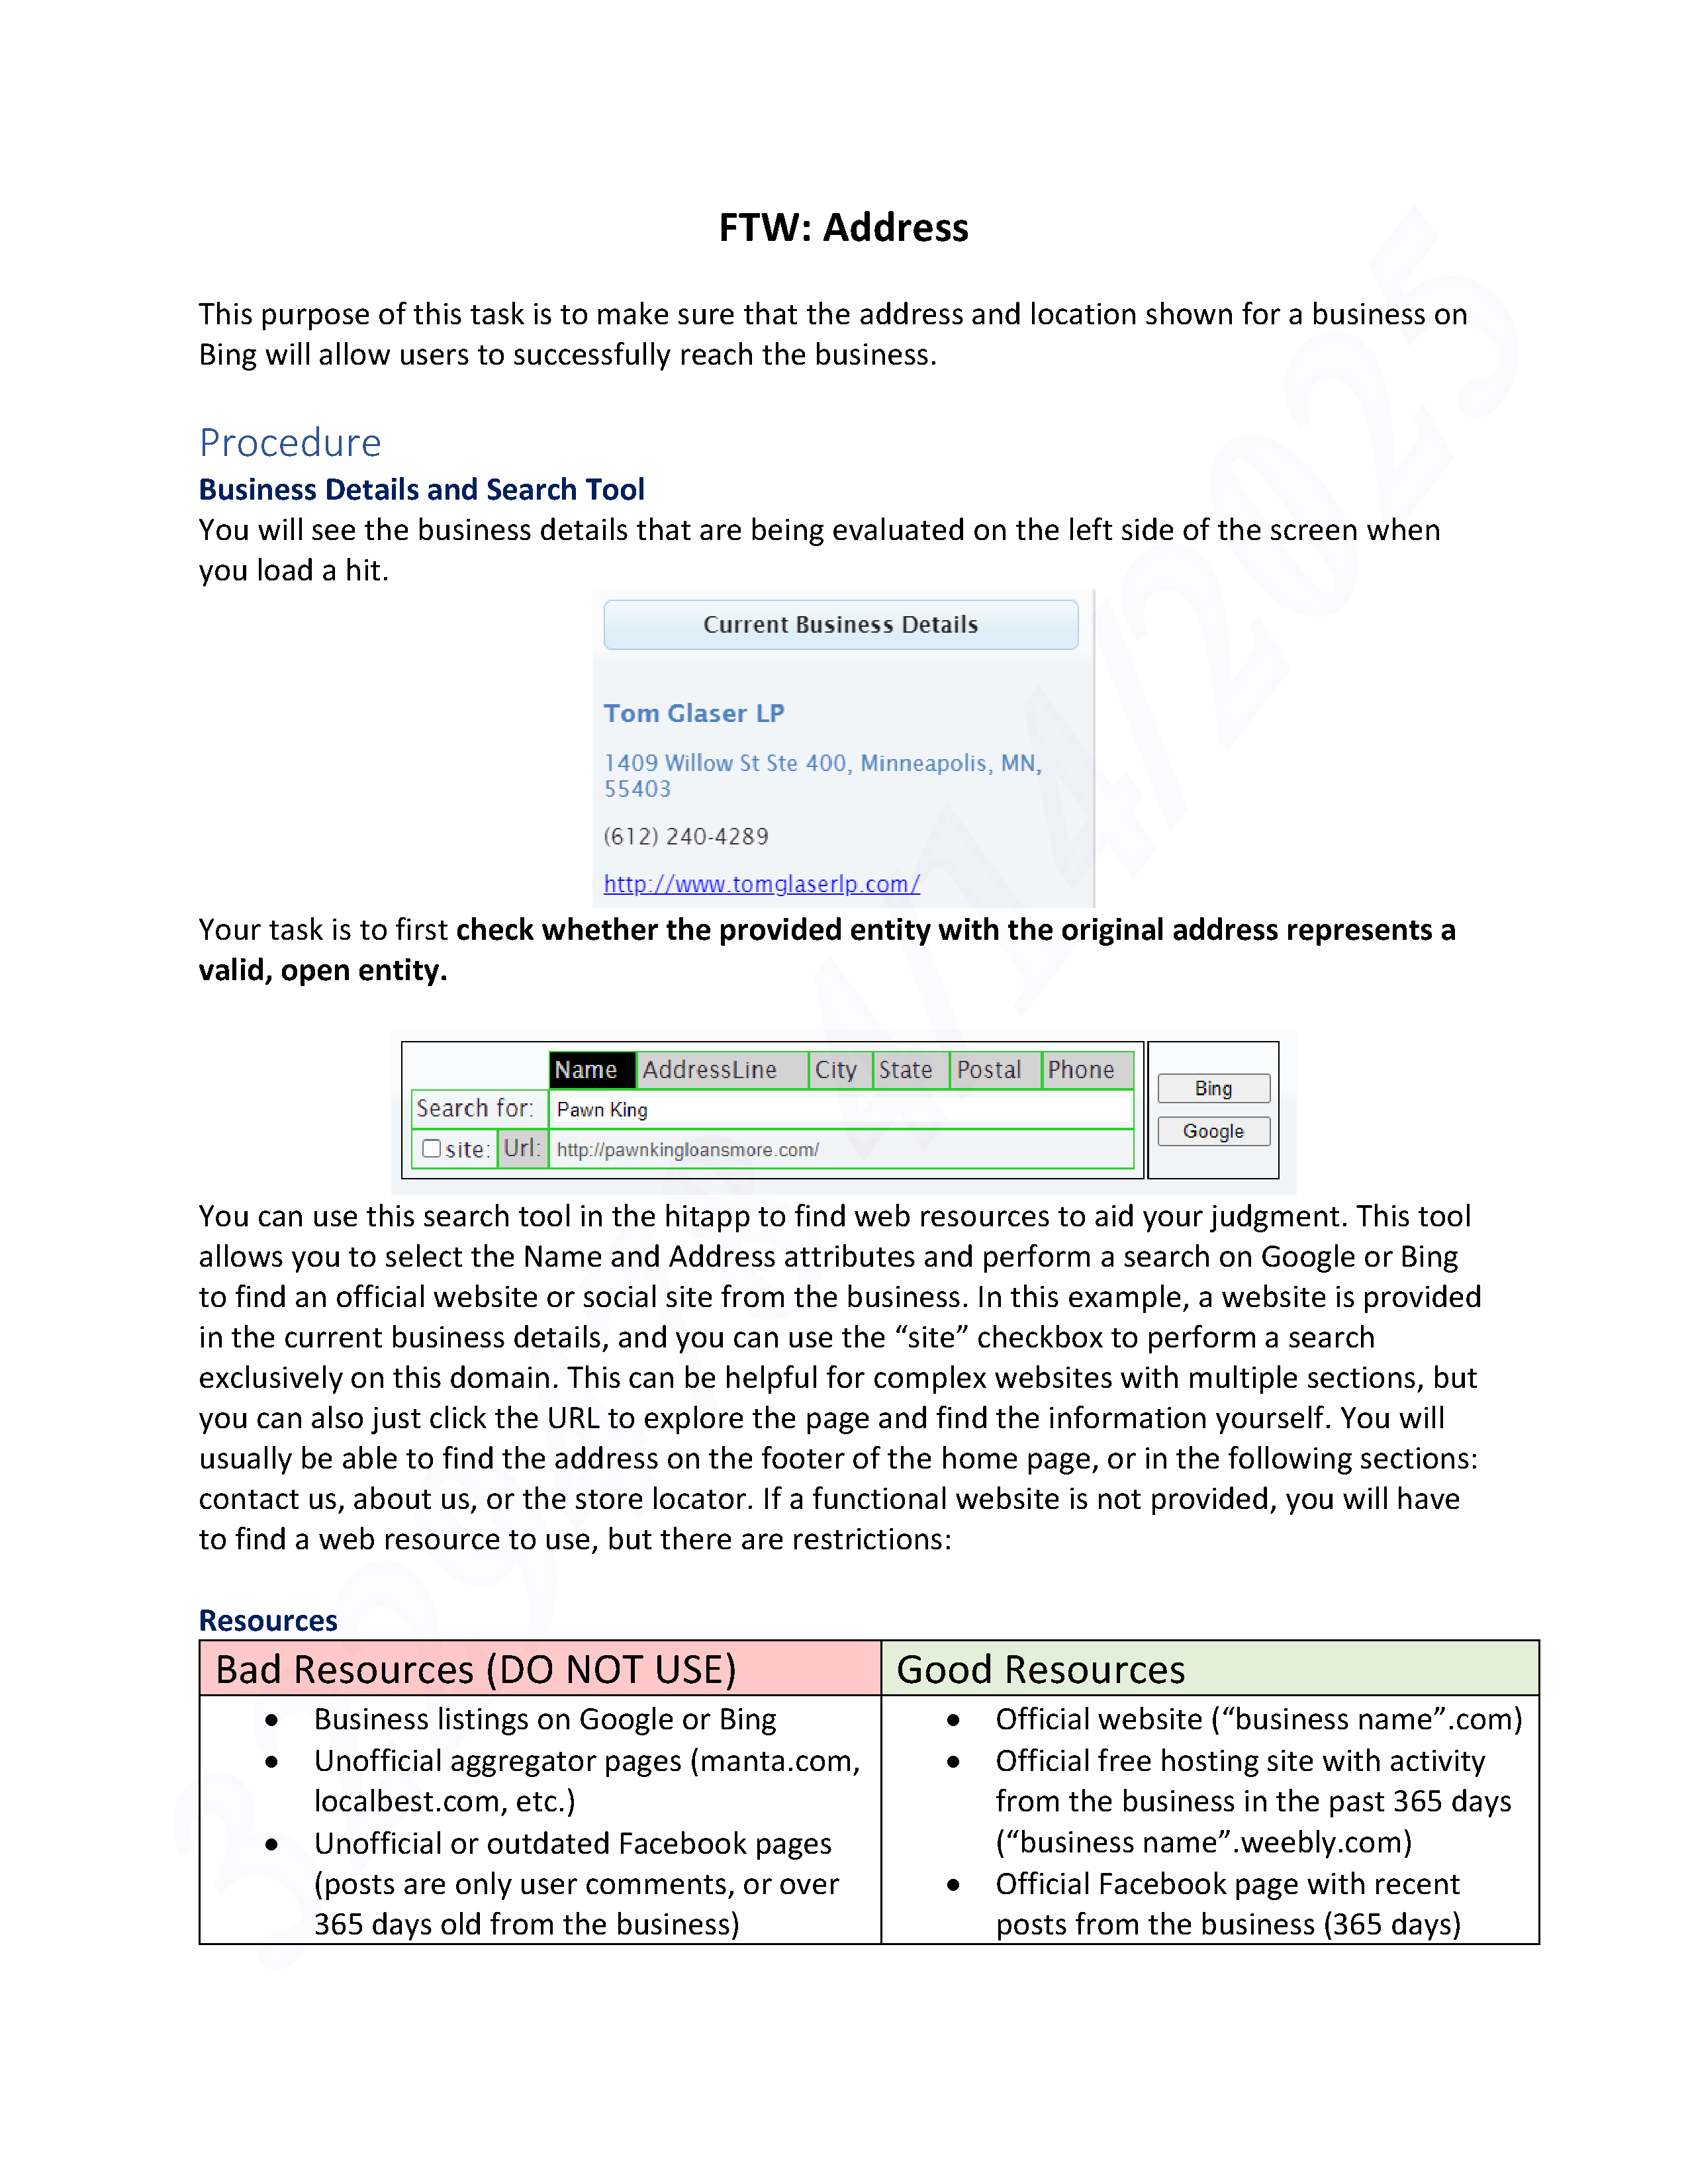 FTW: Address
This purpose of this task is to make sure that the address and location shown for a business on
Bing will allow users to successfully reach the business.
Procedure
Business Details and Search Tool
You will see the business details that are being evaluated on the left side of the screen when
you load a hit.
Current Business Details
Tom Glaser LP
1409 Willow St Ste 400, Minneapolis, MN,
55403
(612) 240-4289
http://www.tomglaserlp.com/
Your task is to first check whether the provided entity with the original address represents a
valid, open entity.
Name AddressLine City State Postal Phone
Search for: Pawn King
site: Url: http://pawnkingloansmore.com/
Bing
Google
You can use this search tool in the hitapp to find web resources to aid your judgment. This tool
allows you to select the Name and Address attributes and perform a search on Google or Bing
to find an official website or social site from the business. In this example, a website is provided
in the current business details, and you can use the “site” checkbox to perform a search
exclusively on this domain. This can be helpful for complex websites with multiple sections, but
you can also just click the URL to explore the page and find the information yourself. You will
usually be able to find the address on the footer of the home page, or in the following sections:
contact us, about us, or the store locator. If a functional website is not provided, you will have
to find a web resource to use, but there are restrictions:
Resources
Bad Resources (DO NOT USE)
• Business listings on Google or Bing
• Unofficial aggregator pages (manta.com,
localbest.com, etc.)
• Unofficial or outdated Facebook pages
(posts are only user comments, or over
365 days old from the business)
Good Resources
• Official website (“business name”.com)
• Official free hosting site with activity
from the business in the past 365 days
(“business name”.weebly.com)
• Official Facebook page with recent
posts from the business (365 days)